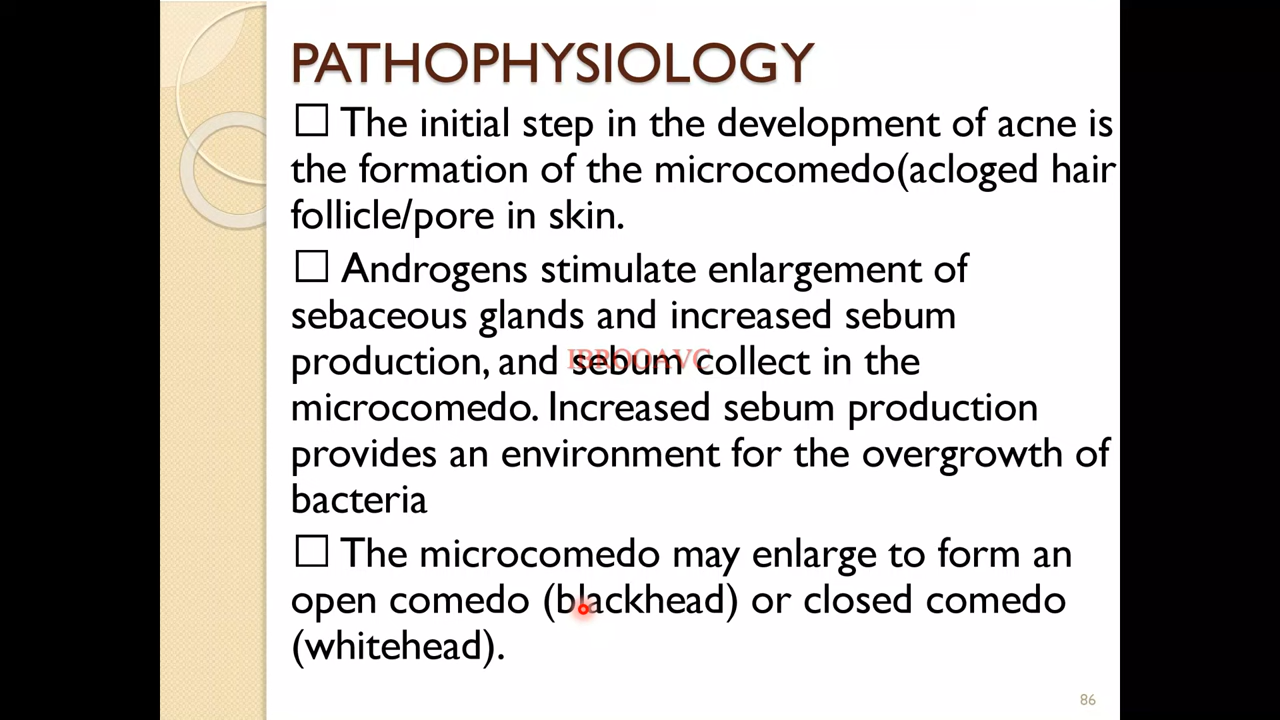 PATHOPHYSIOLOGY
□ The initial step in the development of acne is
the formation of the microcomedo(acloged hair
follicle/pore in skin.
□ Androgens stimulate enlargement of
sebaceous glands and increased sebum
production, and sebum collect in the
microcomedo. Increased sebum production
provides an environment for the overgrowth of
bacteria
□ The microcomedo may enlarge to form an
open comedo (blackhead) or closed comedo
(whitehead).
86